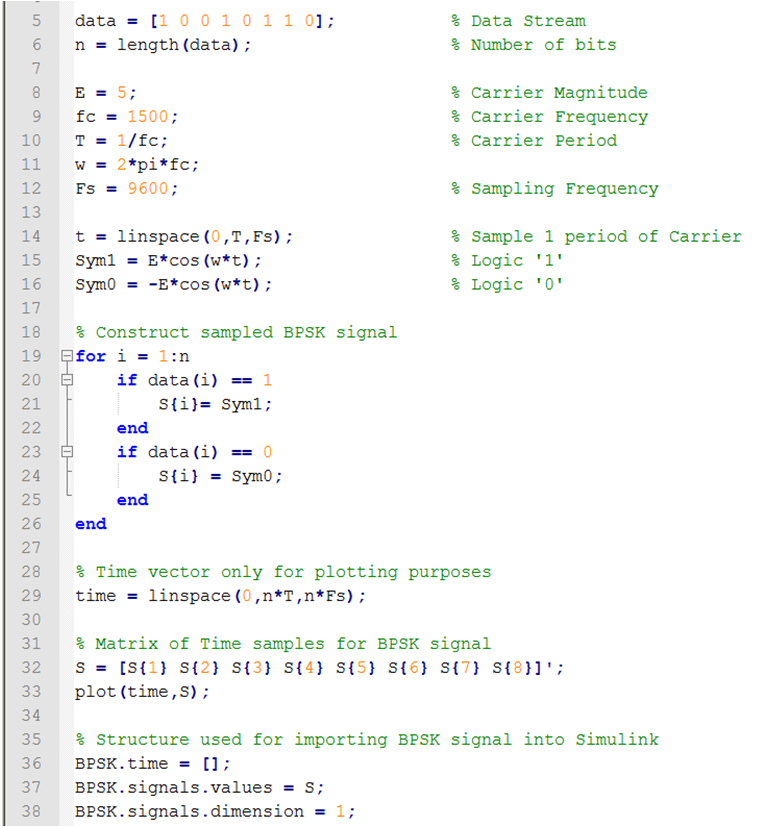 5 data = [1 0 0 1 0 1 1 0]; % Data Stream
6 n = length(data); % Number of bits
7
8 E = 5; % Carrier Magnitude
9 fc = 1500; % Carrier Frequency
10 T = 1/fc; % Carrier Period
11 w = 2*pi*fc;
12 Fs = 9600; % Sampling Frequency
13
14 t = linspace(0,T,Fs); % Sample 1 period of Carrier
15 Sym1 = E*cos(w*t); % Logic '1'
16 Sym0 = -E*cos(w*t); % Logic '0'
17
18 % Construct sampled BPSK signal
19 for i = 1:n
20 if data(i) == 1
21 S{i}= Sym1;
22 end
23 if data(i) == 0
24 S{i} = Sym0;
25 end
26 end
27
28 % Time vector only for plotting purposes
29 time = linspace(0,n*T,n*Fs);
30
31 % Matrix of Time samples for BPSK signal
32 S = [S{1} S{2} S{3} S{4} S{5} S{6} S{7} S{8}]';
33 plot(time,S);
34
35 % Structure used for importing BPSK signal into Simulink
36 BPSK.time = [];
37 BPSK.signals.values = S;
38 BPSK.signals.dimension = 1;